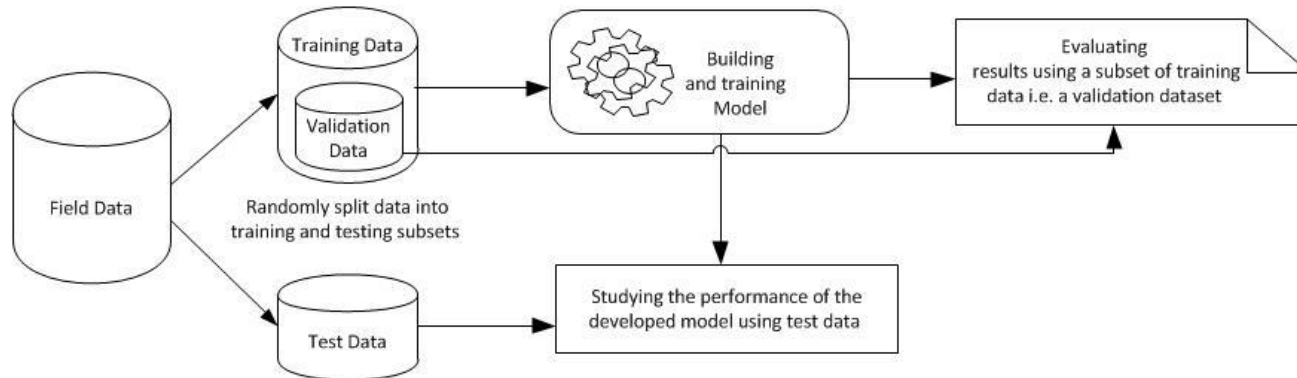 Field Data
Training Data
Validation
Data
Randomly split data into
training and testing subsets
Test Data
Building
and training
Model
Evaluating
results using a subset of training
data i.e. a validation dataset
Studying the performance of the
developed model using test data